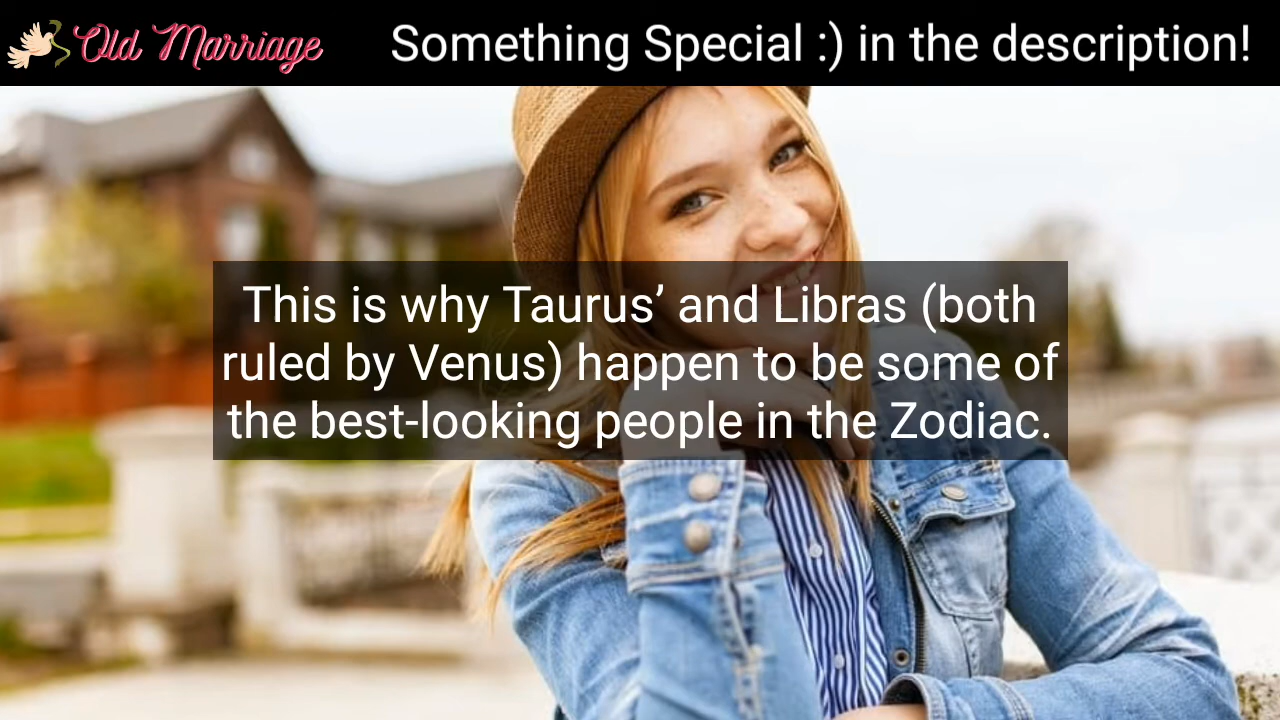 Old Marriage
Something Special :) in the description!
This is why Taurus’ and Libras (both
ruled by Venus) happen to be some of
the best-looking people in the Zodiac.